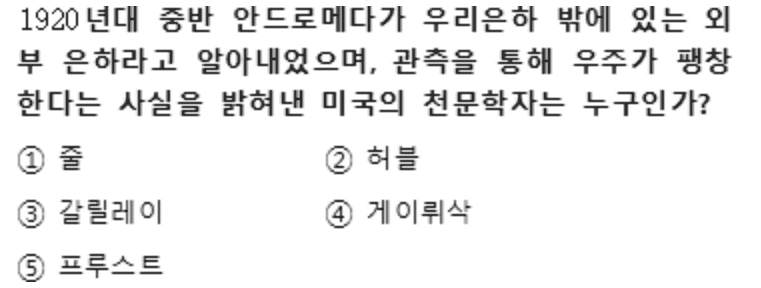 1920년대 중반 안드로메다가 우리은하 밖에 있는 외
부 은하라고 알아내었으며, 관측을 통해 우주가 팽창
한다는 사실을 밝혀낸 미국의 천문학자는 누구인가?
① 줄 ② 허블
③ 갈릴레이 ④ 게이뤼삭
⑤ 프루스트